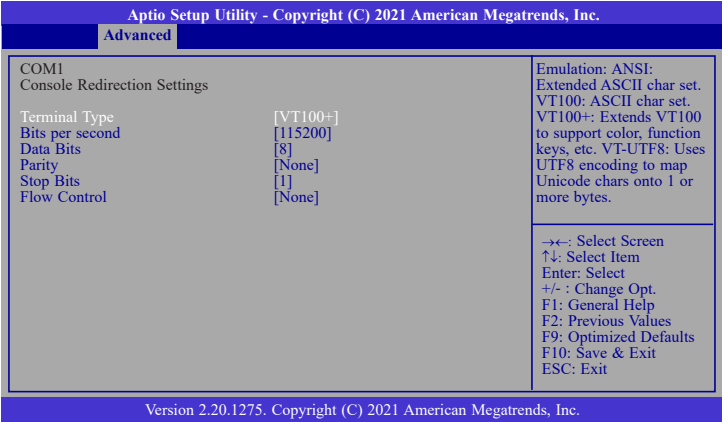 Aptio Setup Utility - Copyright (C) 2021 American Megatrends, Inc.
Advanced
COM1
Console Redirection Settings
Terminal Type [VT100+]
Bits per second [115200]
Data Bits [8]
Parity [None]
Stop Bits [1]
Flow Control [None]
Emulation: ANSI:
Extended ASCII char set.
VT100: ASCII char set.
VT100+: Extends VT100
to support color, function
keys, etc. VT-UTF8: Uses
UTF8 encoding to map
Unicode chars onto 1 or
more bytes.
→←: Select Screen
↑↓: Select Item
Enter: Select
+/- : Change Opt.
F1: General Help
F2: Previous Values
F9: Optimized Defaults
F10: Save & Exit
ESC: Exit
Version 2.20.1275. Copyright (C) 2021 American Megatrends, Inc.